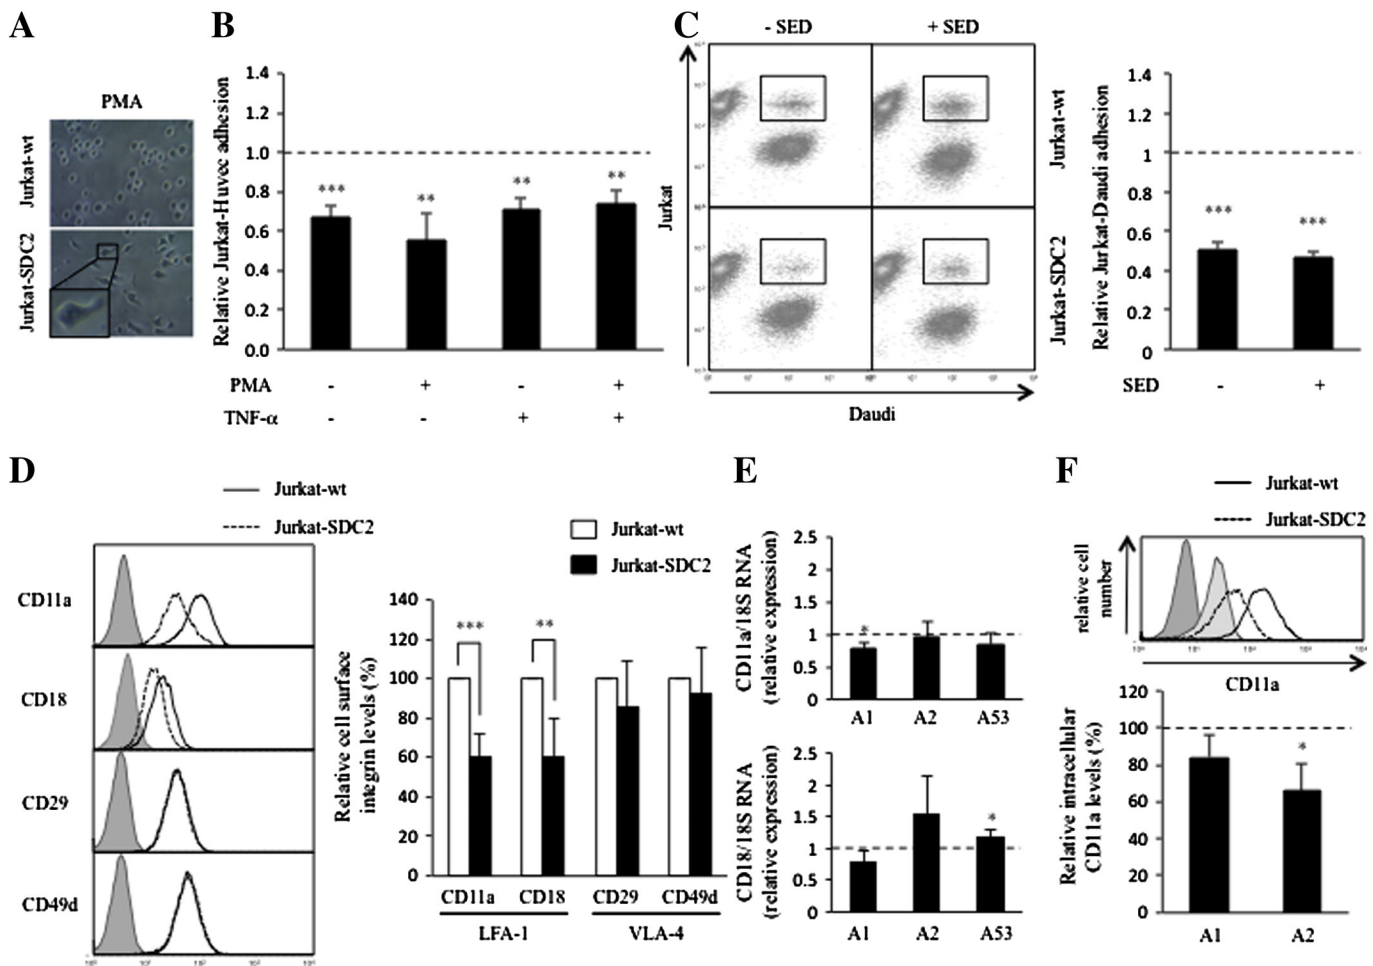 A
PMA
Jurkat-wt
Jurkat-SDC2
B
Relative Jurkat-Huvec adhesion
1.4
1.2
1.0
0.8
0.6
0.4
0.2
0.0
***
**
**
**
PMA - + - +
TNF-α - - + +
C
- SED
+ SED
Jurkat
Jurkat-wt
Jurkat-SDC2
Daudi
Relative Jurkat-Daudi adhesion
1.4
1.2
1
0.8
0.6
0.4
0.2
0
***
***
SED - +
D
Jurkat-wt
Jurkat-SDC2
CD11a
CD18
CD29
CD49d
Jurkat-wt
Jurkat-SDC2
Relative cell surface
integrin levels (%)
140
120
100
80
60
40
20
0
***
**
CD11a CD18 CD29 CD49d
LFA-1 VLA-4
E
CD11a/18S RNA
(relative expression)
2.5
2
1.5
1
0.5
0
*
A1 A2 A53
CD18/18S RNA
(relative expression)
2.5
2
1.5
1
0.5
0
*
A1 A2 A53
F
Jurkat-wt
Jurkat-SDC2
relative cell
number
CD11a
Relative intracellular
CD11a levels (%)
120
100
80
60
40
20
0
*
A1 A2